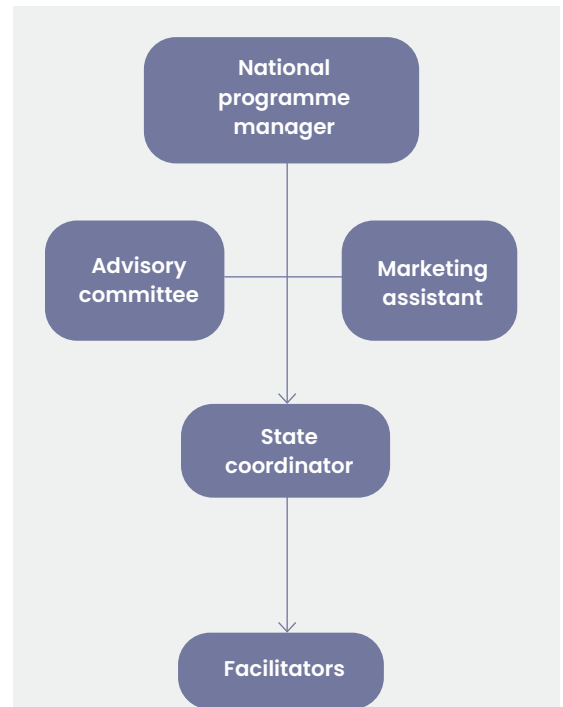 National
programme
manager
Advisory
committee
Marketing
assistant
State
coordinator
Facilitators